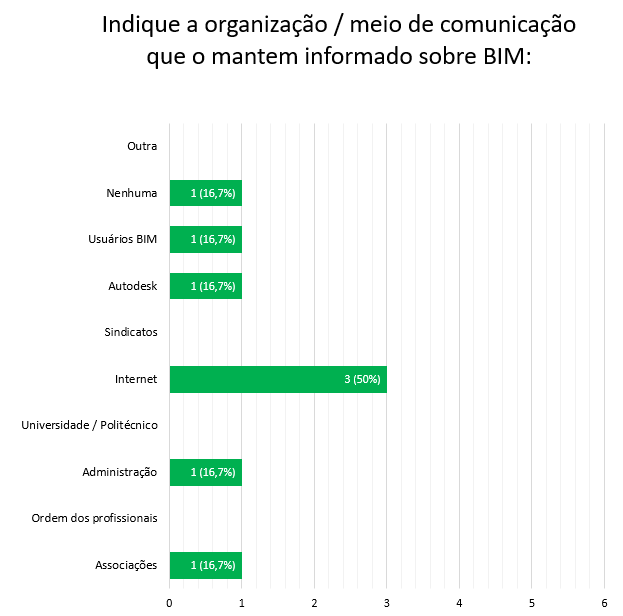 Indique a organização / meio de comunicação
que o mantem informado sobre BIM:
Outra
Nenhuma 1 (16,7%)
Usuários BIM 1 (16,7%)
Autodesk 1 (16,7%)
Sindicatos
Internet 3 (50%)
Universidade / Politécnico
Administração 1 (16,7%)
Ordem dos profissionais
Associações 1 (16,7%)
0 1 2 3 4 5 6